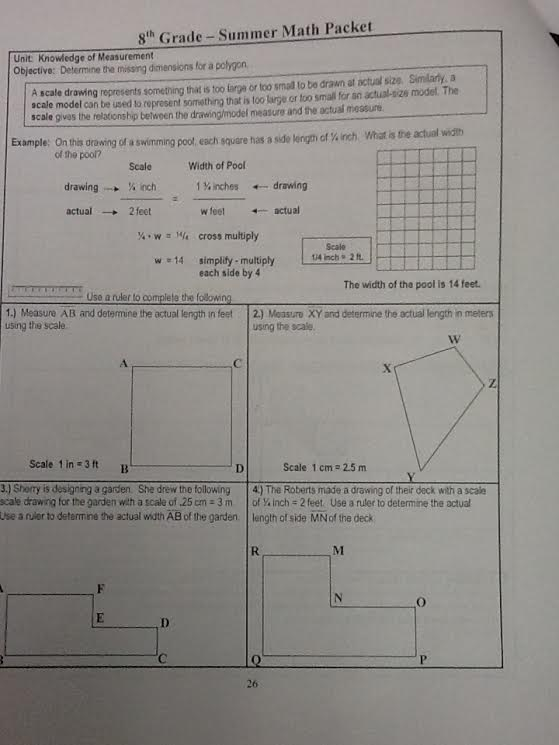 8th Grade – Summer Math Packet
Unit: Knowledge of Measurement
Objective: Determine the missing dimensions for a polygon.
A scale drawing represents something that is too large or too small to be drawn at actual size. Similarly, a
scale model can be used to represent something that is too large or too small for an actual-size model. The
scale gives the relationship between the drawing/model measure and the actual measure.
Example: On this drawing of a swimming pool, each square has a side length of ¼ inch. What is the actual width
of the pool?
Scale Width of Pool
drawing → ¼ inch = 1 ¾ inches ← drawing
actual → 2 feet w feet ← actual
¼ • w = 14/4 cross multiply
w = 14 simplify - multiply
each side by 4
Scale
1/4 inch = 2 ft.
The width of the pool is 14 feet.
Use a ruler to complete the following.
1.) Measure AB and determine the actual length in feet
using the scale.
A C
Scale 1 in = 3 ft
B D
2.) Measure XY and determine the actual length in meters
using the scale.
W
X
Z
Scale 1 cm = 2.5 m
Y
3.) Sherry is designing a garden. She drew the following
scale drawing for the garden with a scale of .25 cm = 3 m
Use a ruler to determine the actual width AB of the garden.
F
E D
C
4.) The Roberts made a drawing of their deck with a scale
of ¼ inch = 2 feet. Use a ruler to determine the actual
length of side MN of the deck.
R M
N O
Q P
26